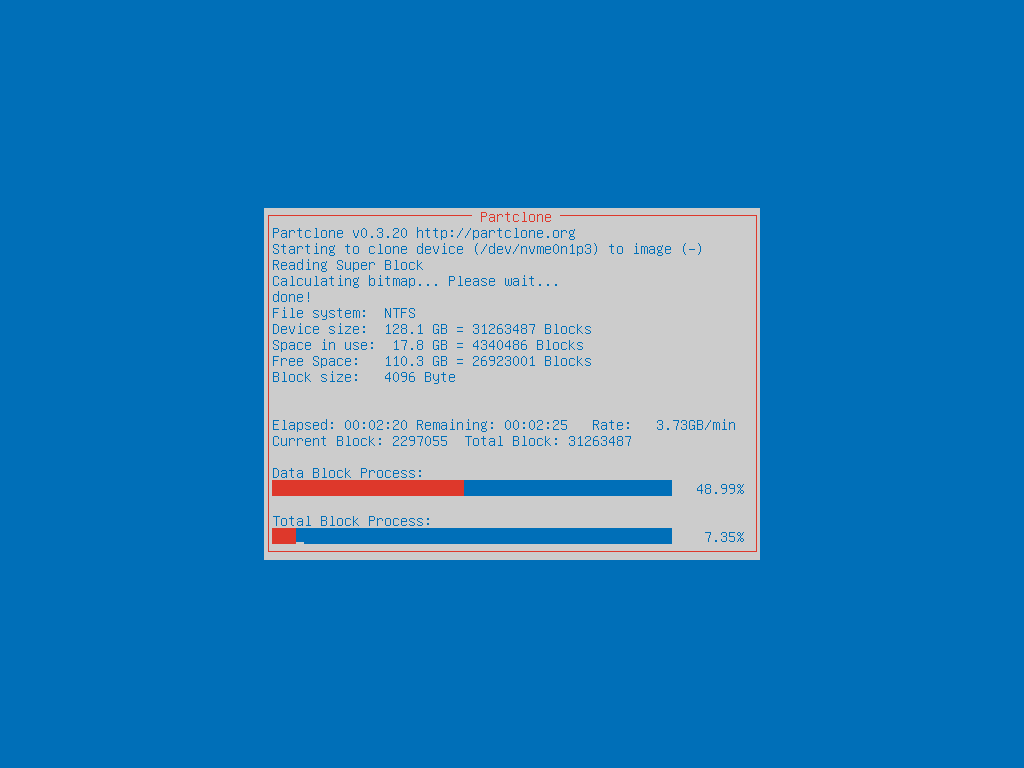 Partclone
Partclone v0.3.20 http://partclone.org
Starting to clone device (/dev/nvme0n1p3) to image (-)
Reading Super Block
Calculating bitmap... Please wait...
done!
File system:  NTFS
Device size:  128.1 GB = 31263487 Blocks
Space in use:  17.8 GB = 4340486 Blocks
Free Space:   110.3 GB = 26923001 Blocks
Block size:   4096 Byte
Elapsed: 00:02:20 Remaining: 00:02:25   Rate:   3.73GB/min
Current Block: 2297055  Total Block: 31263487
Data Block Process:
48.99%
Total Block Process:
7.35%